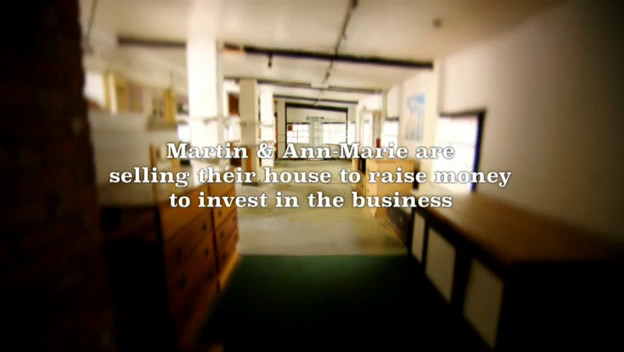 Martin & Ann-Marie are
selling their house to raise money
to invest in the business